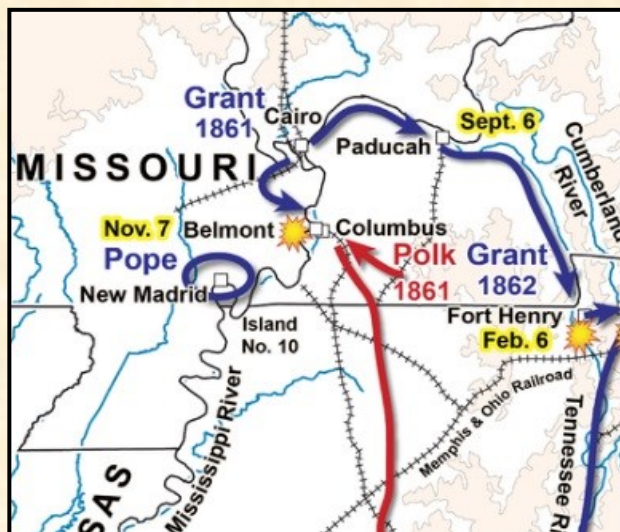 Grant
1861
Cairo
Sept. 6
Paducah
Cumberland
River
MISSOURI
Nov. 7
Belmont
Columbus
Pope
Polk
1861
Grant
1862
New Madrid
Fort Henry
Feb. 6
Island
No. 10
Memphis & Ohio Railroad
Mississippi River
Tennessee Ri
SAS